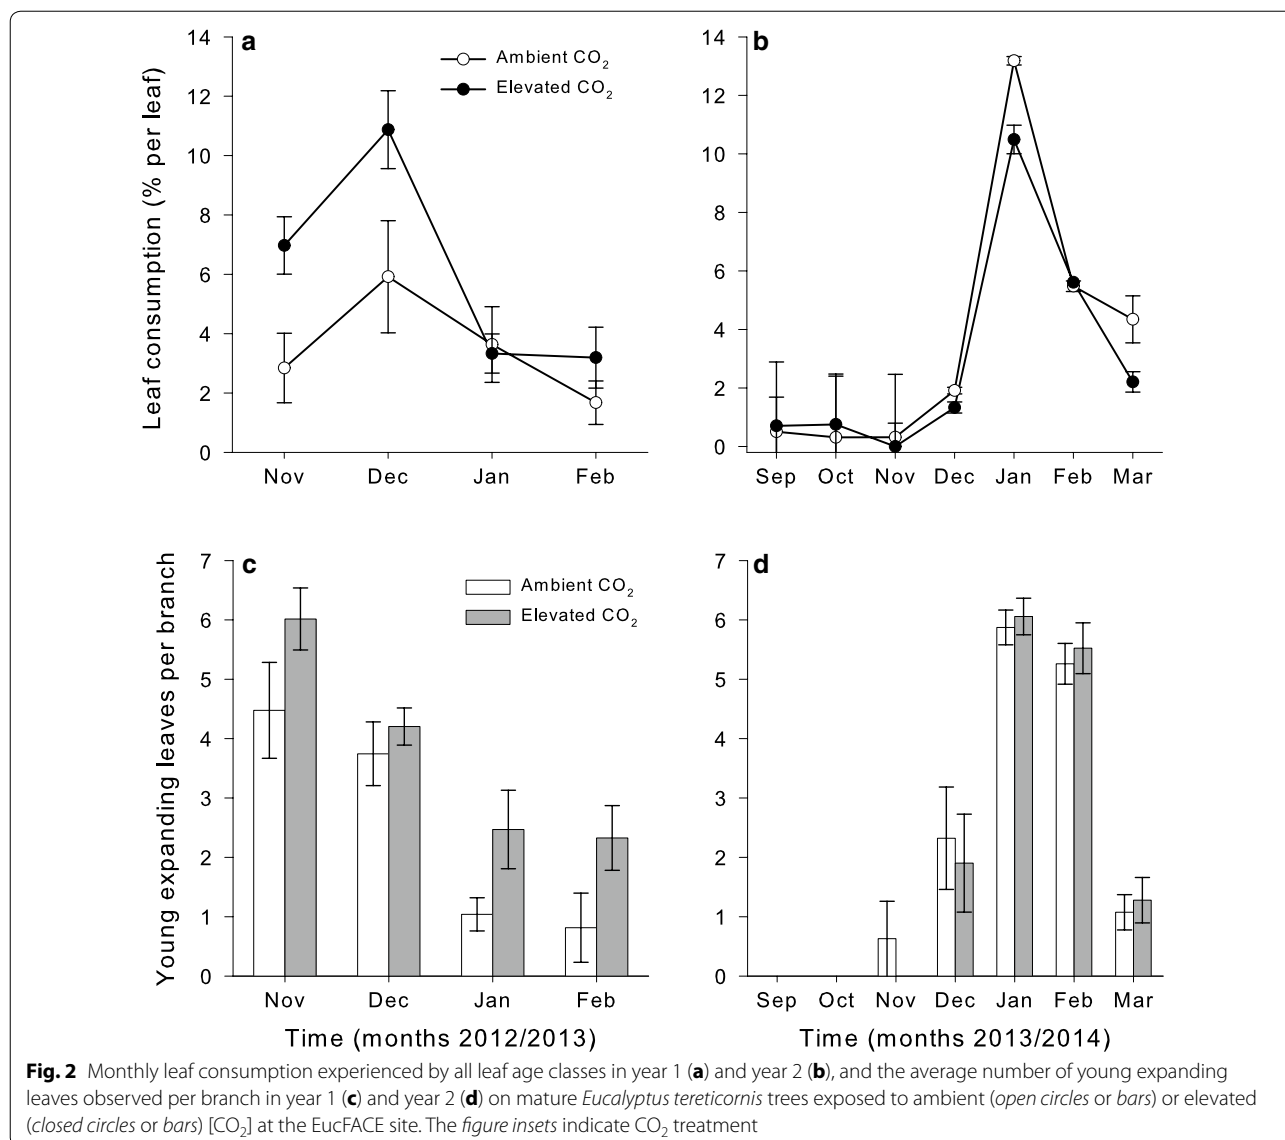 a
Ambient CO2
Elevated CO2
Leaf consumption (% per leaf)
14
12
10
8
6
4
2
0
Nov Dec Jan Feb
b
14
12
10
8
6
4
2
0
Sep Oct Nov Dec Jan Feb Mar
c
Ambient CO2
Elevated CO2
Young expanding leaves per branch
7
6
5
4
3
2
1
0
Nov Dec Jan Feb
Time (months 2012/2013)
d
7
6
5
4
3
2
1
0
Sep Oct Nov Dec Jan Feb Mar
Time (months 2013/2014)
Fig. 2 Monthly leaf consumption experienced by all leaf age classes in year 1 (a) and year 2 (b), and the average number of young expanding
leaves observed per branch in year 1 (c) and year 2 (d) on mature Eucalyptus tereticornis trees exposed to ambient (open circles or bars) or elevated
(closed circles or bars) [CO2] at the EucFACE site. The figure insets indicate CO2 treatment